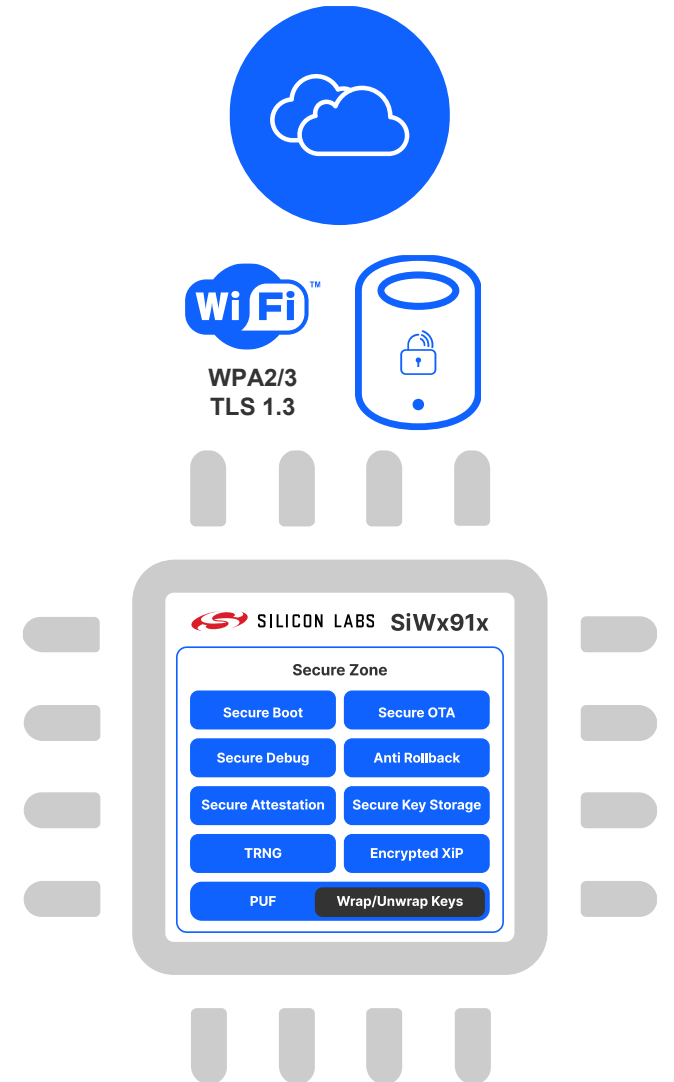 Wi Fi TM
WPA2/3
TLS 1.3
SILICON LABS SiWx91x
Secure Zone
Secure Boot
Secure OTA
Secure Debug
Anti Rollback
Secure Attestation
Secure Key Storage
TRNG
Encrypted XiP
PUF
Wrap/Unwrap Keys